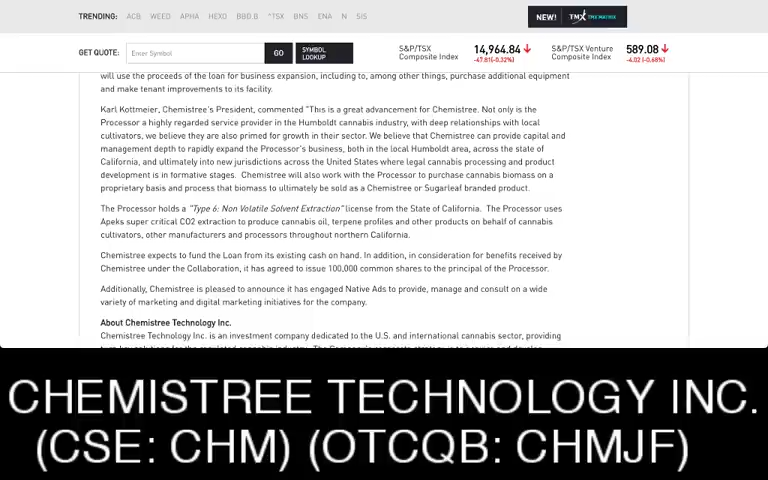 TRENDING: ACB WEED APHA HEXO BBD.B ^TSX BNS ENA N SIS
NEW! TMX TMX MATRIX
GET QUOTE: Enter Symbol GO SYMBOL LOOKUP
S&P/TSX Composite Index 14,964.84 -47.81(-0.32%)
S&P/TSX Venture Composite Index 589.08 -4.02 (-0.68%)
will use the proceeds of the loan for business expansion, including to, among other things, purchase additional equipment
and make tenant improvements to its facility.
Karl Kottmeier, Chemistree's President, commented "This is a great advancement for Chemistree. Not only is the
Processor a highly regarded service provider in the Humboldt cannabis industry, with deep relationships with local
cultivators, we believe they are also primed for growth in their sector. We believe that Chemistree can provide capital and
management depth to rapidly expand the Processor's business, both in the local Humboldt area, across the state of
California, and ultimately into new jurisdictions across the United States where legal cannabis processing and product
development is in formative stages. Chemistree will also work with the Processor to purchase cannabis biomass on a
proprietary basis and process that biomass to ultimately be sold as a Chemistree or Sugarleaf branded product.
The Processor holds a "Type 6: Non Volatile Solvent Extraction" license from the State of California. The Processor uses
Apeks super critical CO2 extraction to produce cannabis oil, terpene profiles and other products on behalf of cannabis
cultivators, other manufacturers and processors throughout northern California.
Chemistree expects to fund the Loan from its existing cash on hand. In addition, in consideration for benefits received by
Chemistree under the Collaboration, it has agreed to issue 100,000 common shares to the principal of the Processor.
Additionally, Chemistree is pleased to announce it has engaged Native Ads to provide, manage and consult on a wide
variety of marketing and digital marketing initiatives for the company.
About Chemistree Technology Inc.
Chemistree Technology Inc. is an investment company dedicated to the U.S. and international cannabis sector, providing
CHEMISTREE TECHNOLOGY INC.
(CSE: CHM) (OTCQB: CHMJF)